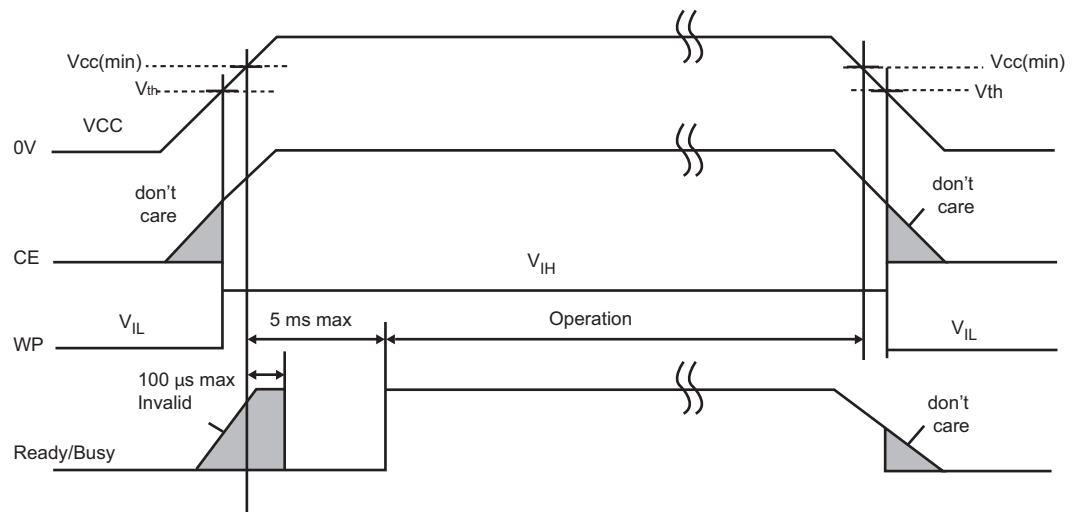 Vcc(min)
Vcc(min)
Vth
Vth
VCC
0V
don't
care
don't
care
CE
VIH
5 ms max
Operation
VIL
VIL
WP
100 µs max
Invalid
don't
care
Ready/Busy